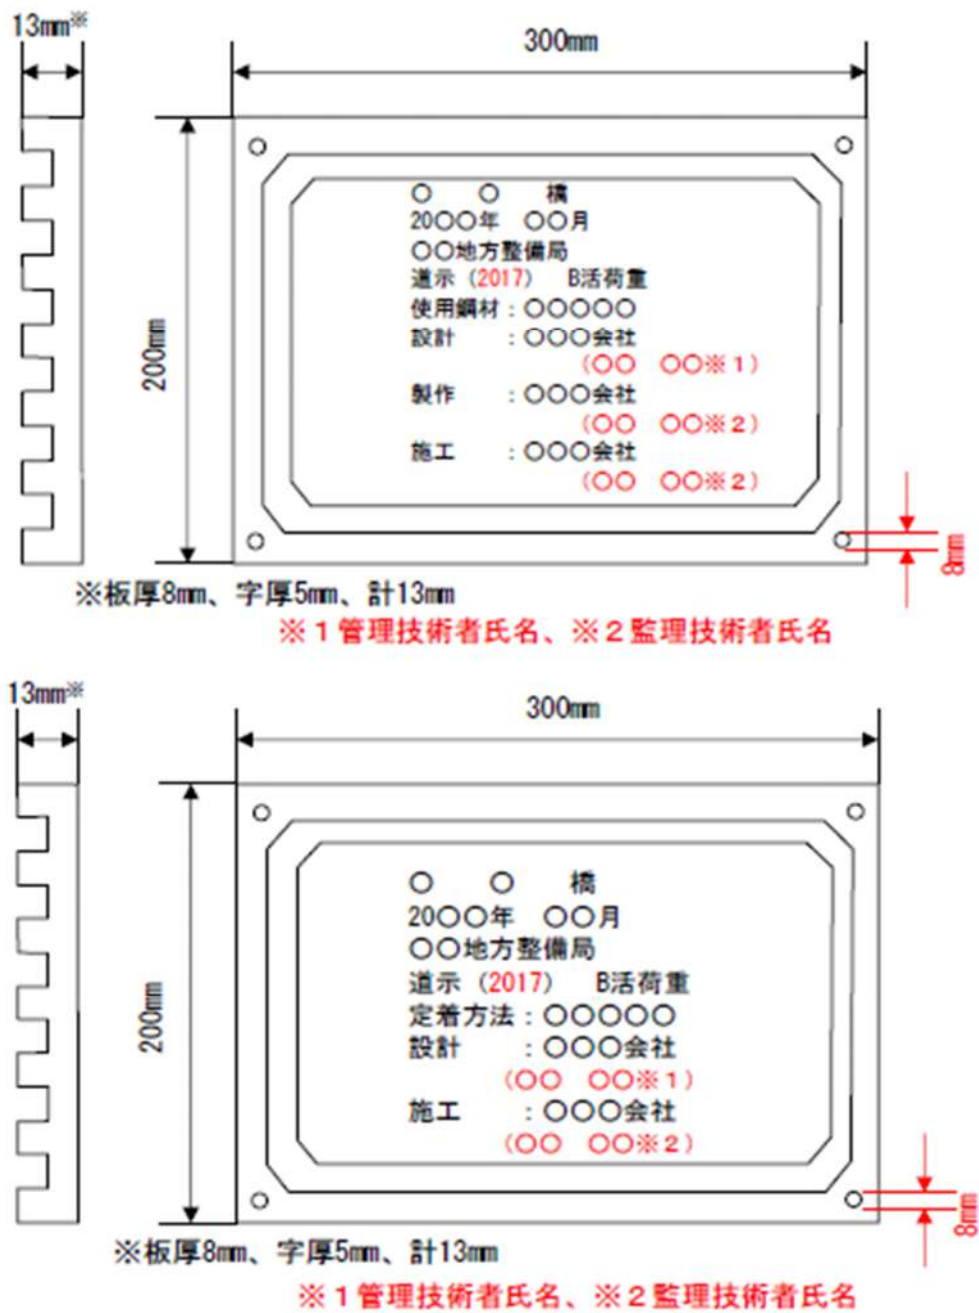 13mm※
300mm
200mm
○ ○ 橋
20○○年 ○○月
○○地方整備局
道示(2017) B活荷重
使用鋼材:○○○○○
設計 :○○○会社
(○○ ○○※1)
製作 :○○○会社
(○○ ○○※2)
施工 :○○○会社
(○○ ○○※2)
8mm
※板厚8mm、字厚5mm、計13mm
※1管理技術者氏名、※2監理技術者氏名
13mm※
300mm
200mm
○ ○ 橋
20○○年 ○○月
○○地方整備局
道示(2017) B活荷重
定着方法:○○○○○
設計 :○○○会社
(○○ ○○※1)
施工 :○○○会社
(○○ ○○※2)
8mm
※板厚8mm、字厚5mm、計13mm
※1管理技術者氏名、※2監理技術者氏名